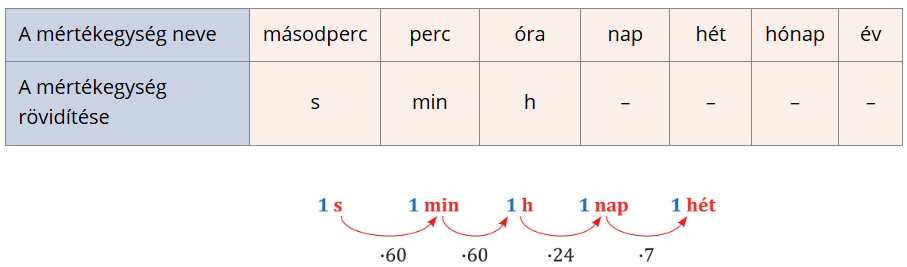 A mértékegység neve másodperc perc óra nap hét hónap év
A mértékegység
rövidítése s min h – – – –
1 s 1 min 1 h 1 nap 1 hét
·60 ·60 ·24 ·7